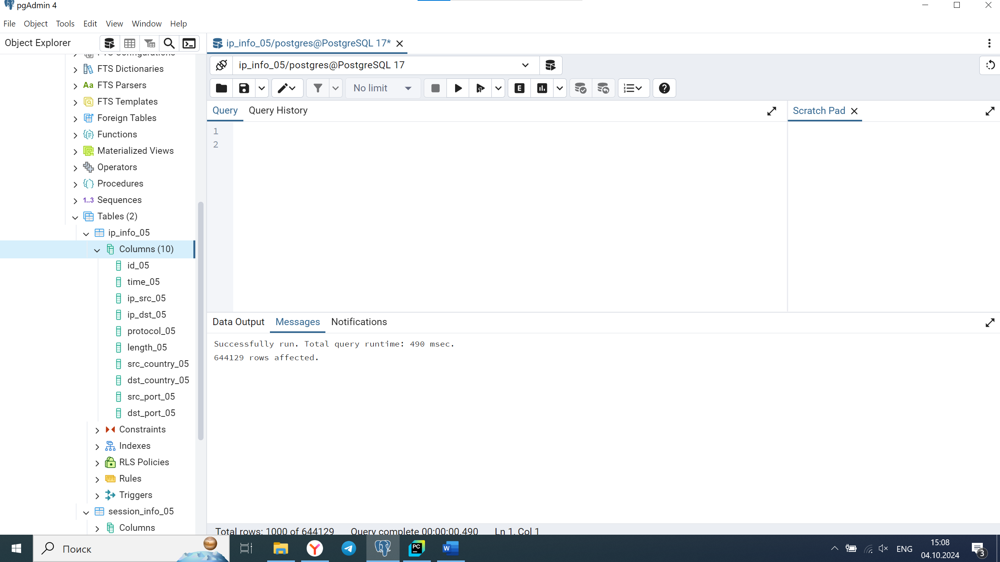 pgAdmin 4
File Object Tools Edit View Window Help
Object Explorer
FTS Configurations
FTS Dictionaries
Aa FTS Parsers
FTS Templates
Foreign Tables
Functions
Materialized Views
Operators
Procedures
1..3 Sequences
Tables (2)
ip_info_05
Columns (10)
id_05
time_05
ip_src_05
ip_dst_05
protocol_05
length_05
src_country_05
dst_country_05
src_port_05
dst_port_05
Constraints
Indexes
RLS Policies
Rules
Triggers
session_info_05
Columns
ip_info_05/postgres@PostgreSQL 17*
ip_info_05/postgres@PostgreSQL 17
No limit
E
Query Query History
Scratch Pad
1
2
Data Output Messages Notifications
Successfully run. Total query runtime: 490 msec.
644129 rows affected.
Total rows: 1000 of 644129 Query complete 00:00:00.490 Ln 1, Col 1
Поиск
PC
W
ENG
15:08
04.10.2024
3